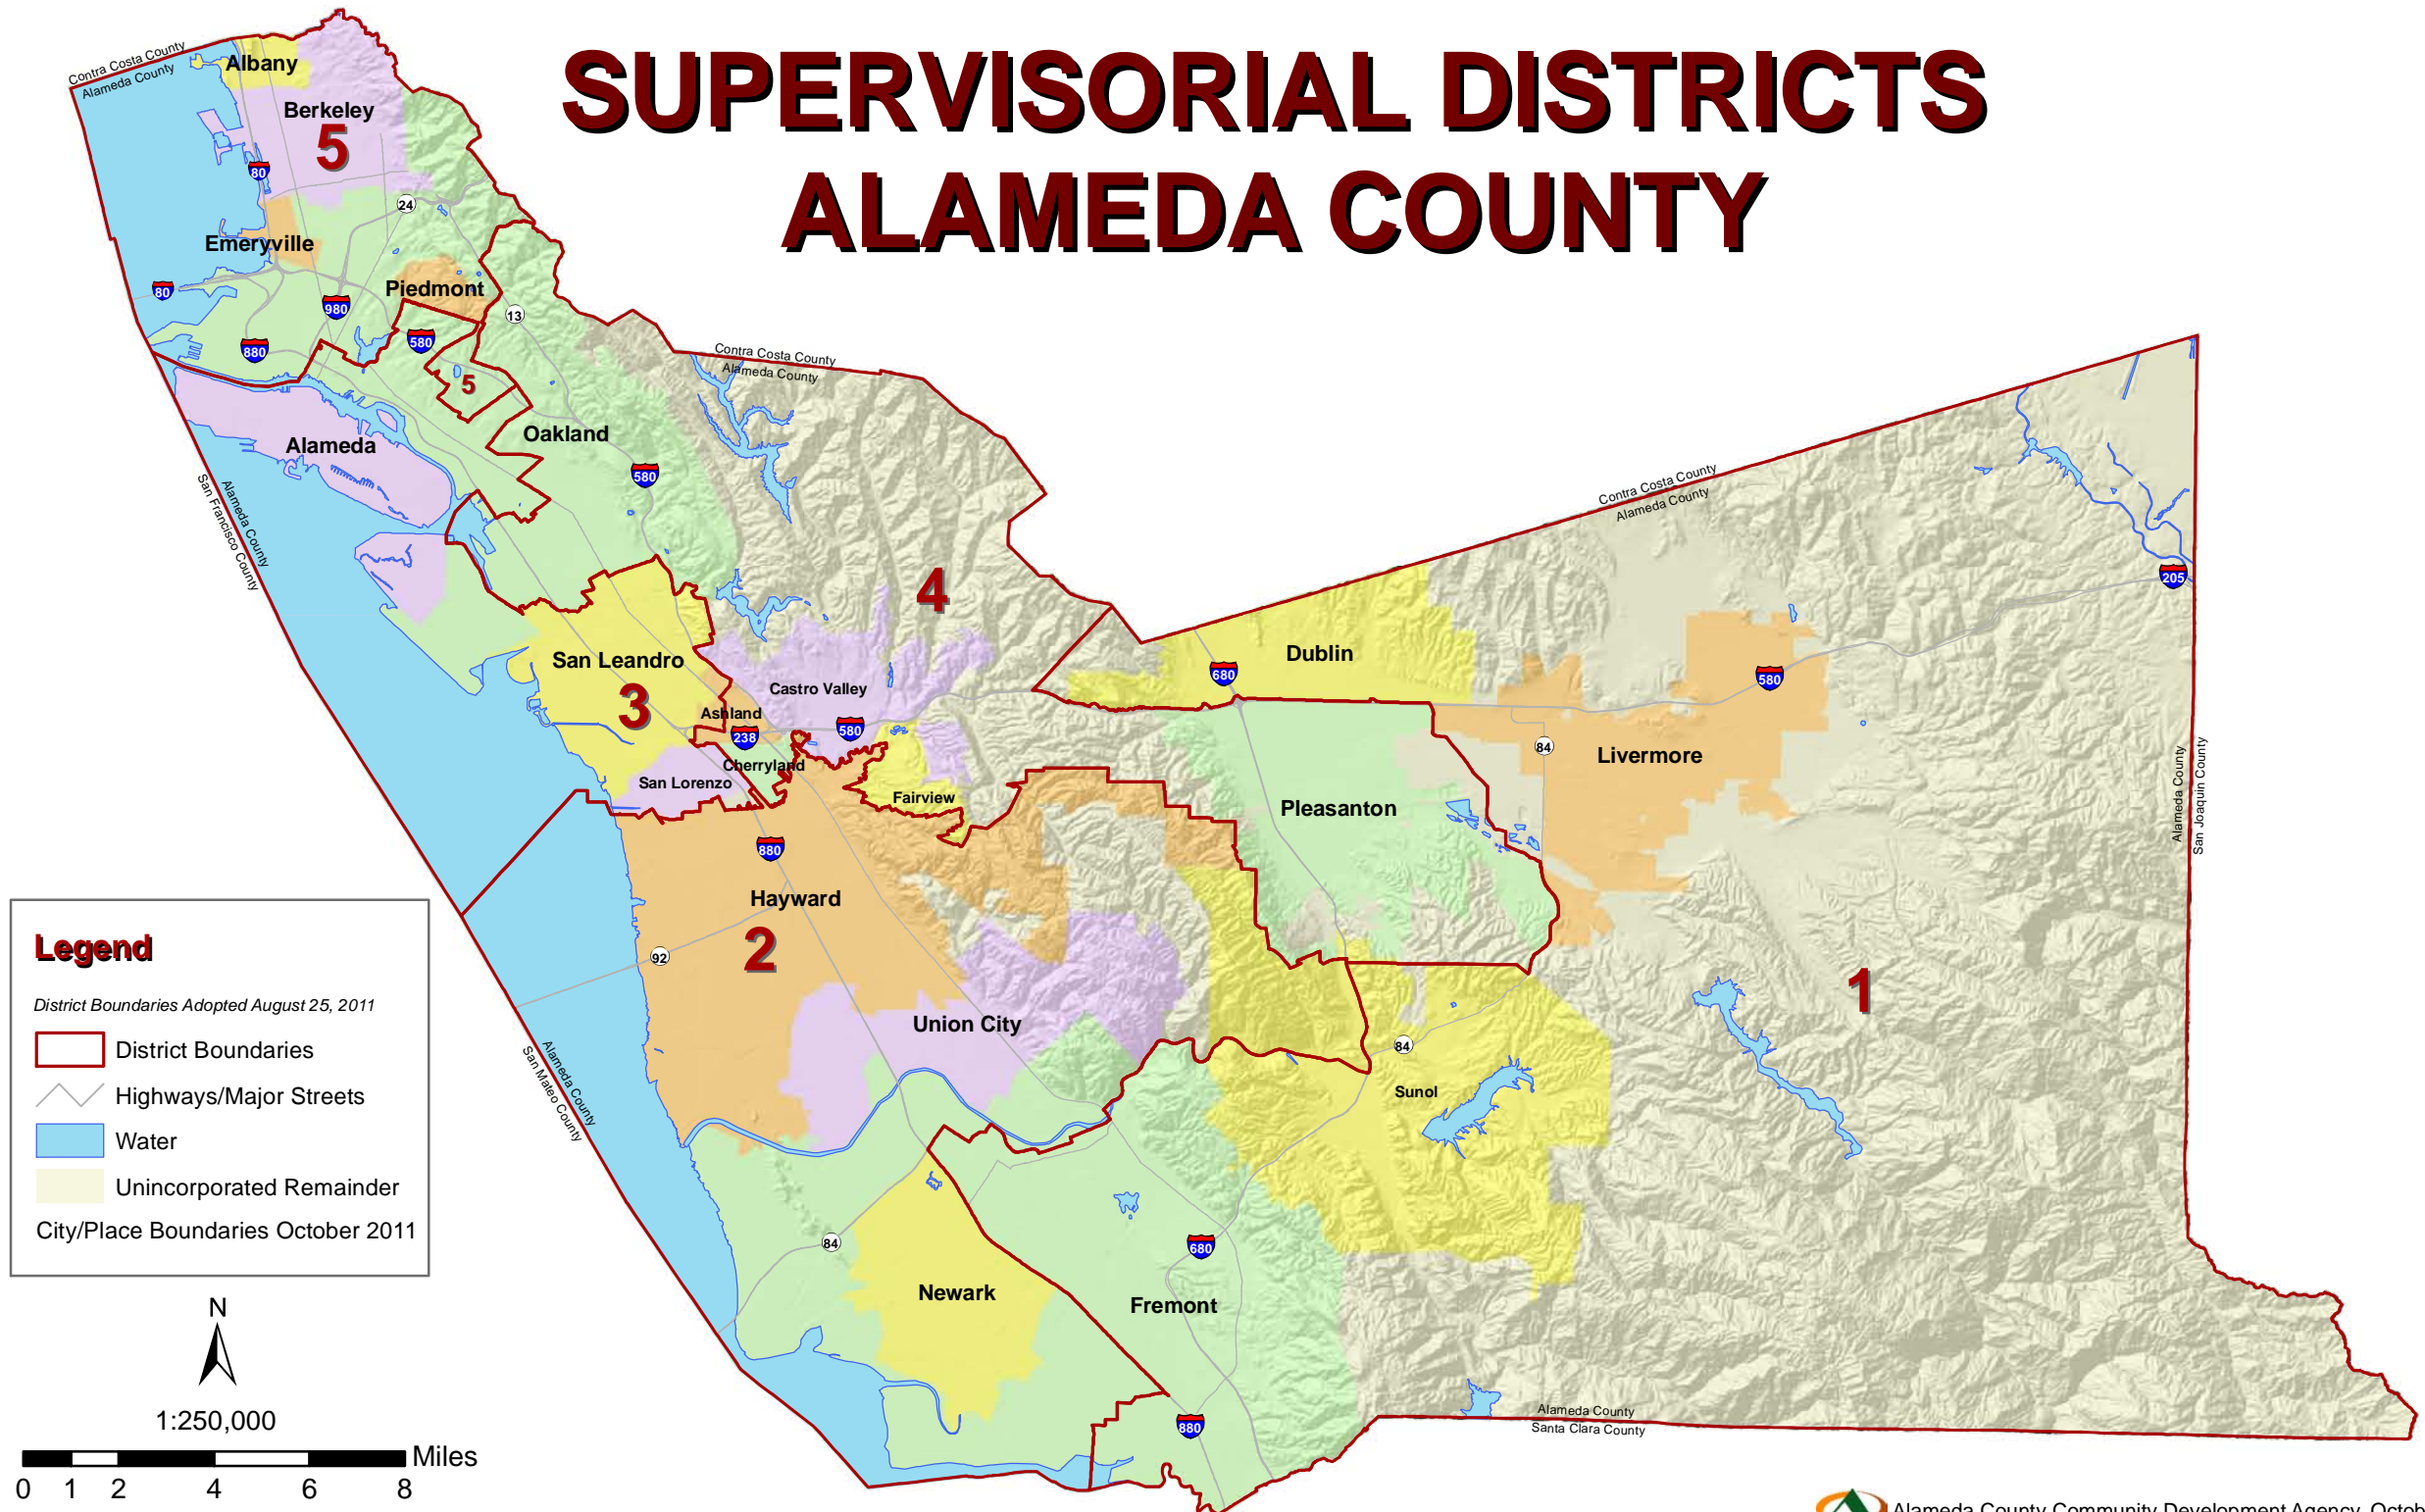 SUPERVISORIAL DISTRICTS
ALAMEDA COUNTY
Contra Costa County
Alameda County
Albany
Berkeley
5
80
24
Emeryville
80
Piedmont
980
13
880
580
5
Contra Costa County
Alameda County
Alameda
Oakland
580
Alameda County
San Francisco County
Contra Costa County
Alameda County
205
4
San Leandro
3
Castro Valley
Dublin
680
580
Ashland
238
580
Cherryland
San Lorenzo
Fairview
84
Livermore
Pleasanton
Alameda County
San Joaquin County
880
Hayward
2
92
1
Union City
84
Sunol
Alameda County
San Mateo County
84
680
Newark
Fremont
880
Alameda County
Santa Clara County
Legend
District Boundaries Adopted August 25, 2011
District Boundaries
Highways/Major Streets
Water
Unincorporated Remainder
City/Place Boundaries October 2011
N
1:250,000
Miles
0 1 2 4 6 8
Alameda County Community Development Agency, Octob